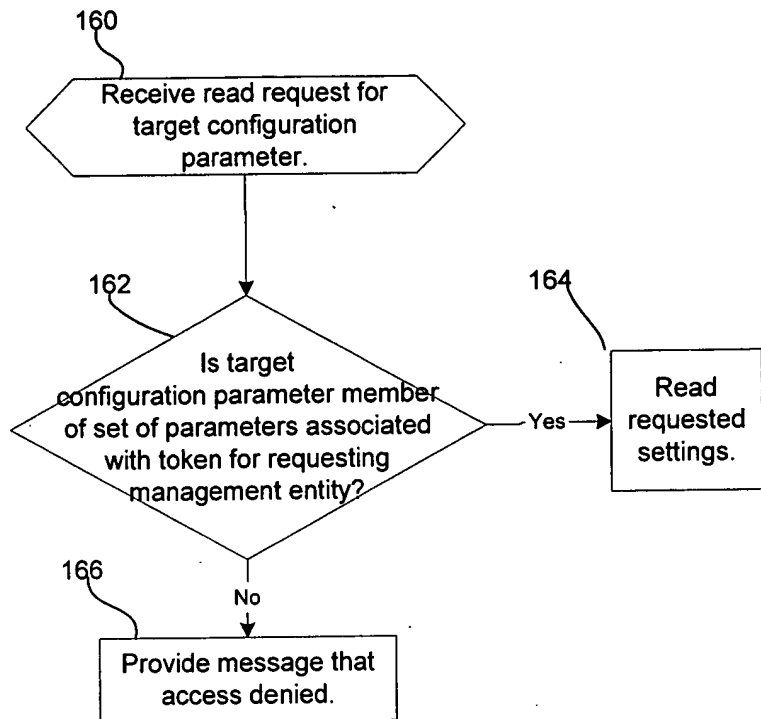 160
Receive read request for
target configuration
parameter.
162
Is target
configuration parameter member
of set of parameters associated
with token for requesting
management entity?
Yes
164
Read
requested
settings.
No
166
Provide message that
access denied.